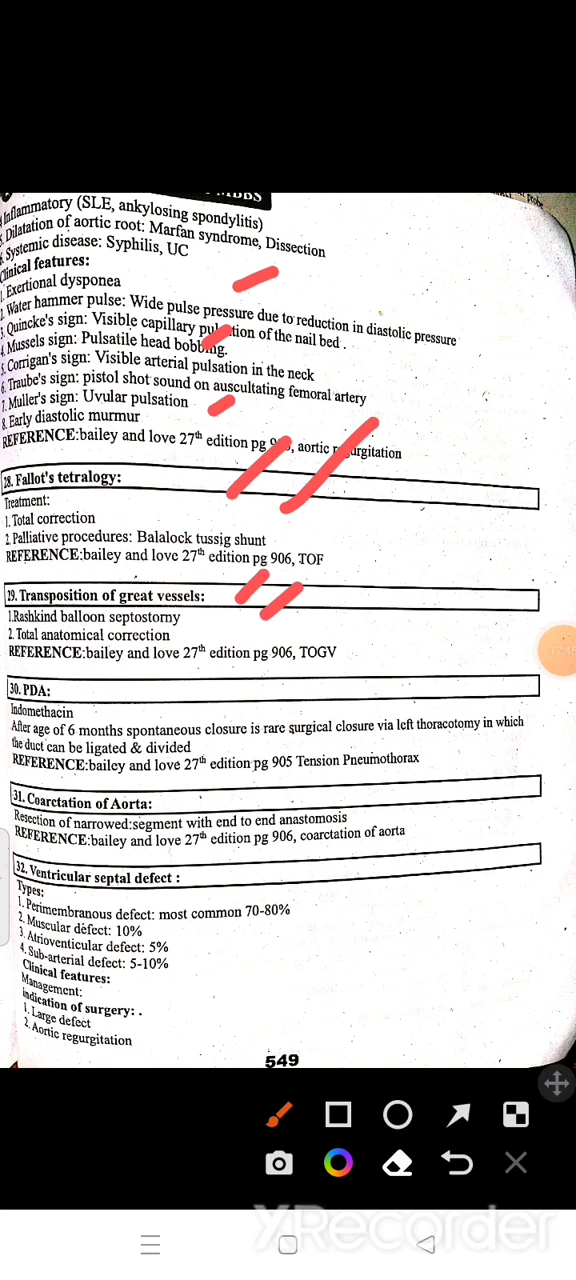 MBBS
Inflammatory (SLE, ankylosing spondylitis)
Dilatation of aortic root: Marfan syndrome, Dissection
Systemic disease: Syphilis, UC
Clinical features:
1. Exertional dysponea
2. Water hammer pulse: Wide pulse pressure due to reduction in diastolic pressure
3. Quincke's sign: Visible capillary pulsation of the nail bed .
4. Mussels sign: Pulsatile head bobbing.
5. Corrigan's sign: Visible arterial pulsation in the neck
6. Traube's sign: pistol shot sound on auscultating femoral artery
7. Muller's sign: Uvular pulsation
8. Early diastolic murmur
REFERENCE:bailey and love 27th edition pg aortic regurgitation
28. Fallot's tetralogy:
Treatment:
1. Total correction
2. Palliative procedures: Balalock tussig shunt
REFERENCE:bailey and love 27th edition pg 906, TOF
29. Transposition of great vessels:
1.Rashkind balloon septostomy
2. Total anatomical correction
REFERENCE:bailey and love 27th edition pg 906, TOGV
30. PDA:
Indomethacin
After age of 6 months spontaneous closure is rare surgical closure via left thoracotomy in which
the duct can be ligated & divided
REFERENCE:bailey and love 27th edition pg 905 Tension Pneumothorax
31. Coarctation of Aorta:
Resection of narrowed:segment with end to end anastomosis
REFERENCE:bailey and love 27th edition pg 906, coarctation of aorta
32. Ventricular septal defect :
Types:
1. Perimembranous defect: most common 70-80%
2. Muscular defect: 10%
3. Atrioventicular defect: 5%
4. Sub-arterial defect: 5-10%
Clinical features:
Management:
indication of surgery: .
1. Large defect
2. Aortic regurgitation
549
XRecorder